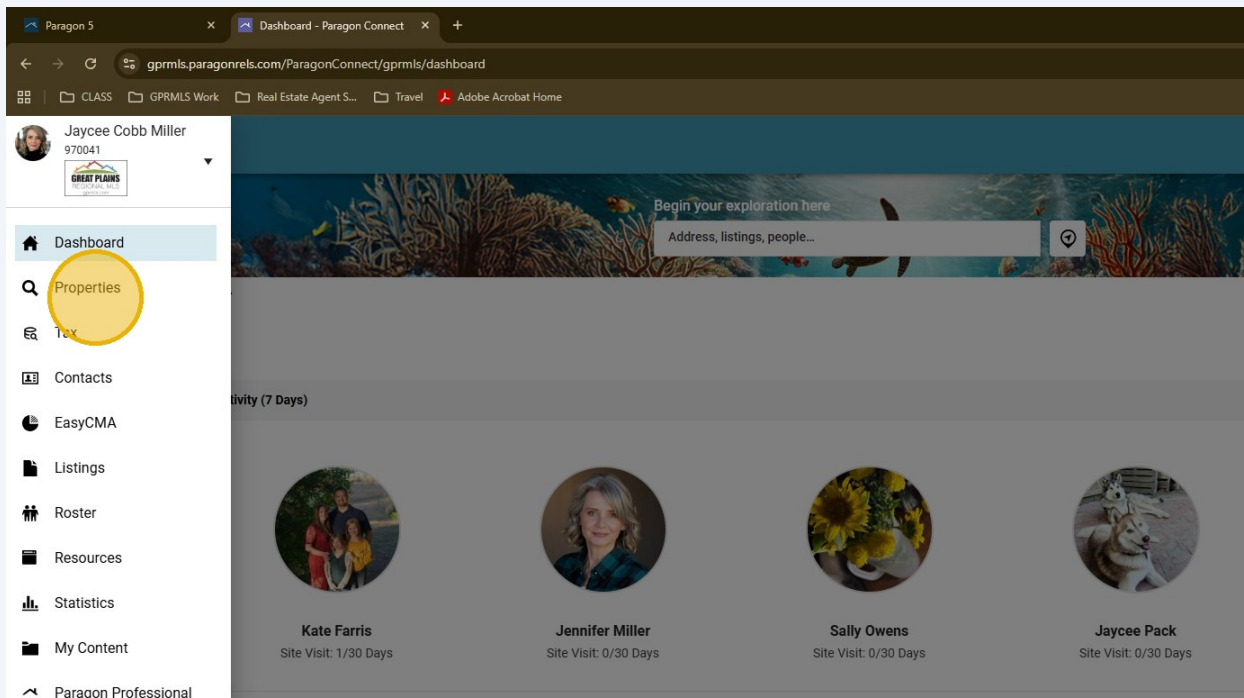 Paragon 5
Dashboard - Paragon Connect
gprmls.paragonrels.com/ParagonConnect/gprmls/dashboard
CLASS GPRMLS Work Real Estate Agent S... Travel Adobe Acrobat Home
Jaycee Cobb Miller
970041
GREAT PLAINS
REGIONAL MLS
Begin your exploration here
Address, listings, people...
Dashboard
Properties
Tax
Contacts
tivity (7 Days)
EasyCMA
Listings
Roster
Resources
Statistics
My Content
Paragon Professional
Kate Farris
Site Visit: 1/30 Days
Jennifer Miller
Site Visit: 0/30 Days
Sally Owens
Site Visit: 0/30 Days
Jaycee Pack
Site Visit: 0/30 Days